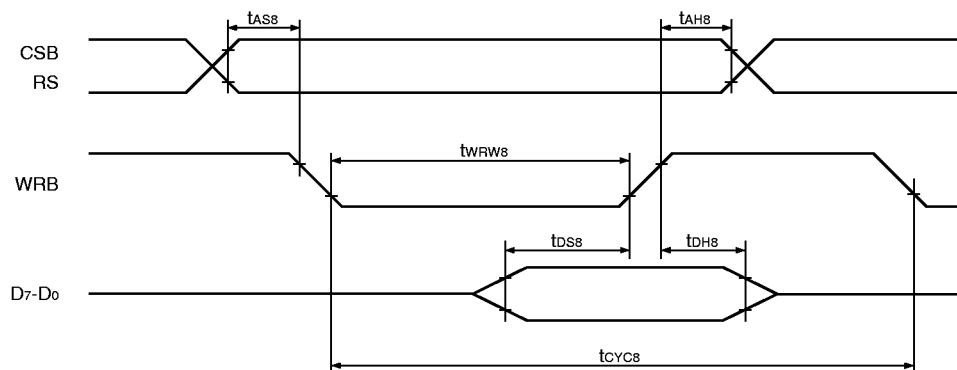 tAS8 tAH8
CSB
RS
tWRW8
WRB
tDS8 tDH8
D7-D0
tCYC8